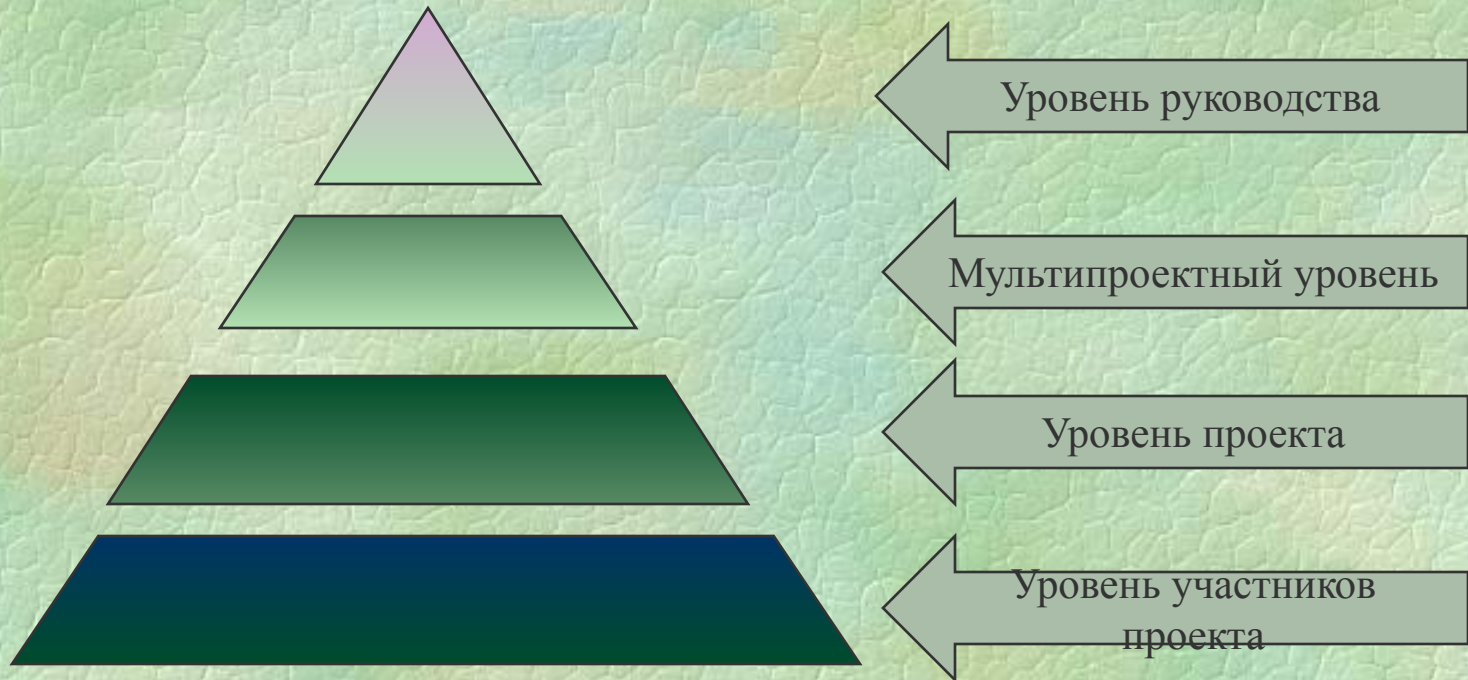 Уровень руководства
Мультипроектный уровень
Уровень проекта
Уровень участников
проекта